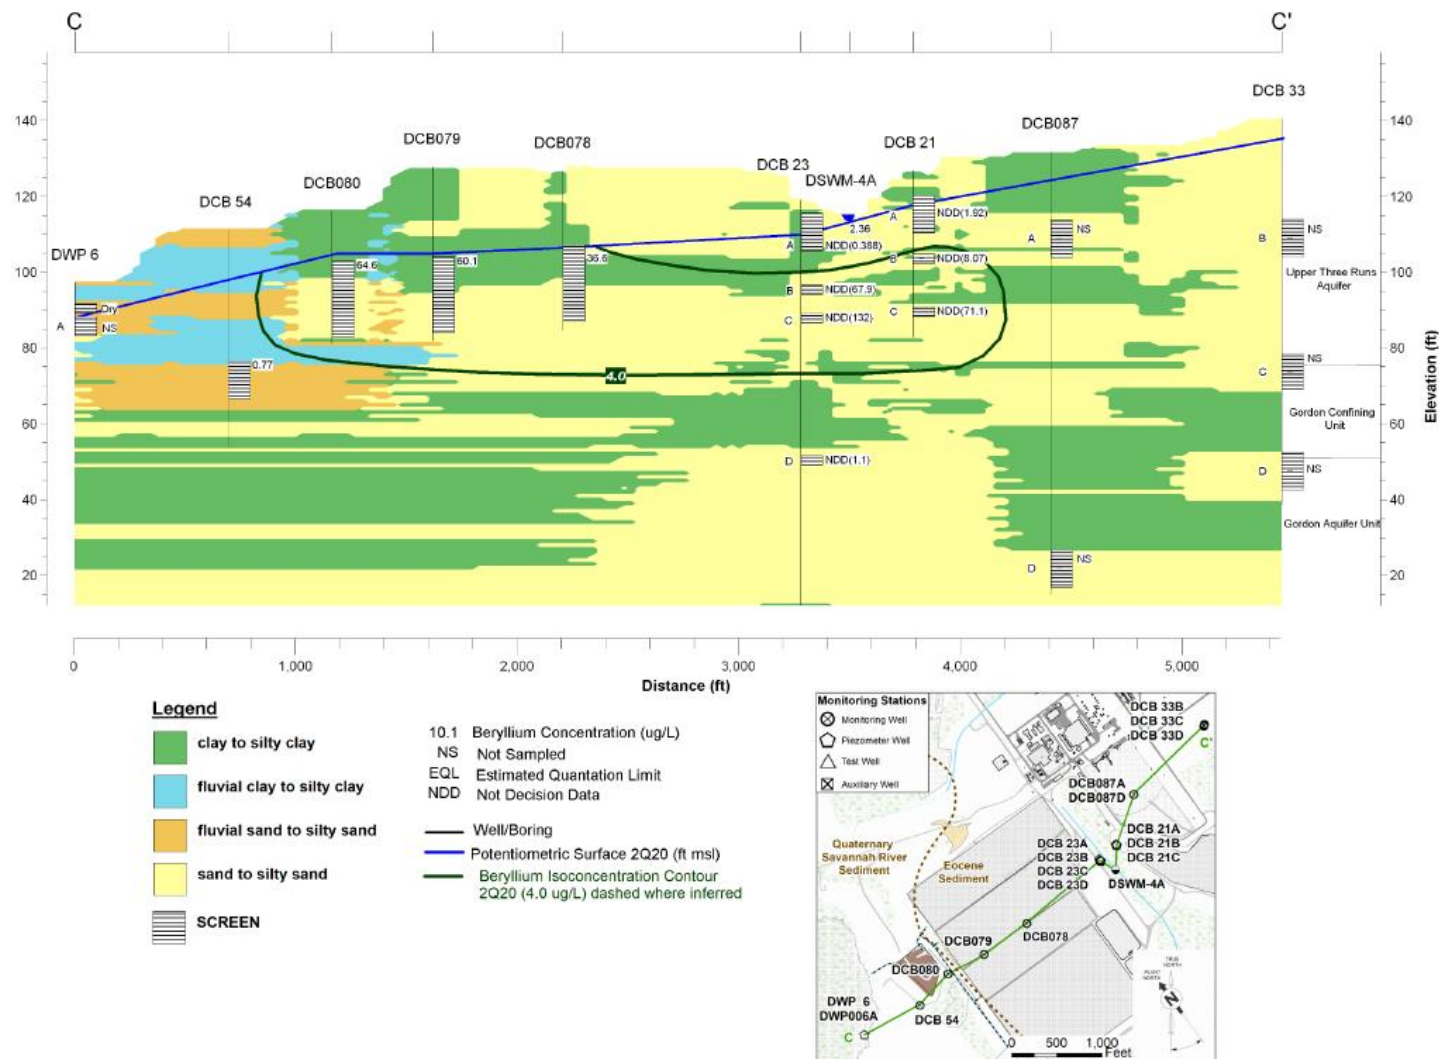 C
C'
DCB 33
140
140
DCB079
DCB078
DCB087
DCB 21
DCB 23
DCB080
DSWM-4A
DCB 54
120
120
A
NDD(1.92)
NS
2.36
A
B
NS
A
NDD(0.388)
DWP 6
64.6
60.1
36.6
B
NDD(8.07)
100
100
Upper Three Runs
Aquifer
B
NDD(67.9)
Dry
C
NDD(71.1)
A
NS
C
NDD(132)
80
80
0.77
4.0
NS
C
60
60
Gordon Confining
Unit
D
NDD(1.1)
D
NS
40
40
Gordon Aquifer Unit
20
20
D
NS
Elevation (ft)
Elevation (ft)
0
1,000
2,000
3,000
4,000
5,000
Distance (ft)
Legend
clay to silty clay
fluvial clay to silty clay
fluvial sand to silty sand
sand to silty sand
SCREEN
10.1 Beryllium Concentration (ug/L)
NS Not Sampled
EQL Estimated Quantation Limit
NDD Not Decision Data
Well/Boring
Potentiometric Surface 2Q20 (ft msl)
Beryllium Isoconcentration Contour
2Q20 (4.0 ug/L) dashed where inferred
Monitoring Stations
Monitoring Well
Piezometer Well
Test Well
Auxiliary Well
DCB 33B
DCB 33C
DCB 33D
C'
DCB087A
DCB087D
DCB 21A
DCB 21B
DCB 21C
DCB 23A
DCB 23B
DCB 23C
DCB 23D
DSWM-4A
Quaternary
Savannah River
Sediment
Eocene
Sediment
DCB078
DCB079
DCB080
DWP 6
DWP006A
DCB 54
C
TRUE
NORTH
PLANT
NORTH
N
0 500 1,000
Feet